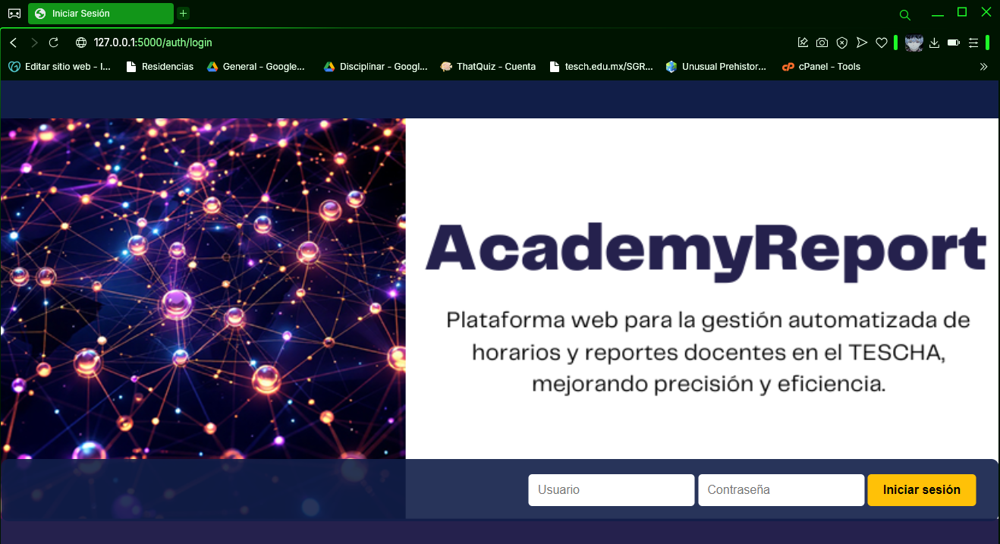 Iniciar Sesión
127.0.0.1:5000/auth/login
Editar sitio web - I...
Residencias
General - Google...
Disciplinar - Googl...
ThatQuiz - Cuenta
tesch.edu.mx/SGR...
Unusual Prehistor...
cPanel - Tools
AcademyReport
Plataforma web para la gestión automatizada de
horarios y reportes docentes en el TESCHA,
mejorando precisión y eficiencia.
Usuario
Contraseña
Iniciar sesión